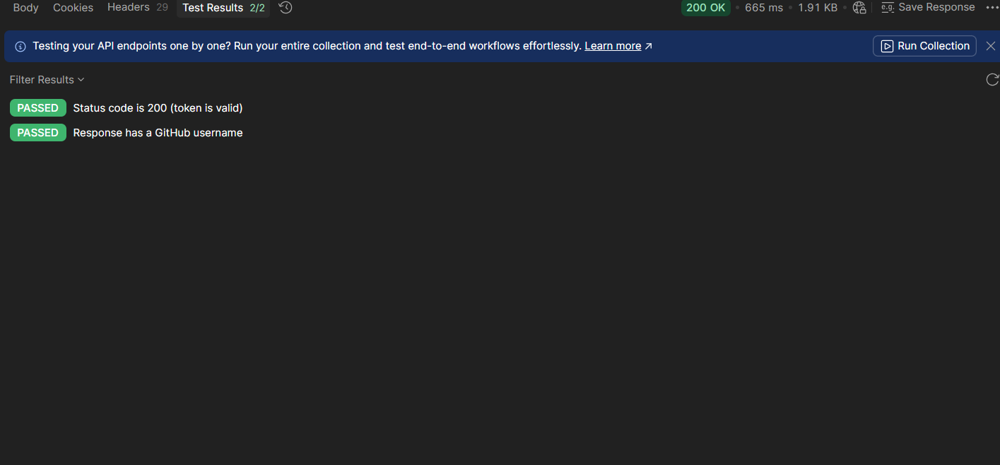 Body Cookies Headers 29 Test Results 2/2 200 OK • 665 ms • 1.91 KB • e.g. Save Response
Testing your API endpoints one by one? Run your entire collection and test end-to-end workflows effortlessly. Learn more ↗ Run Collection
Filter Results
PASSED Status code is 200 (token is valid)
PASSED Response has a GitHub username